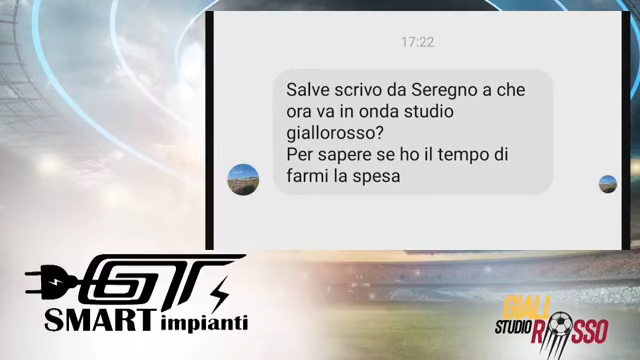 17:22
Salve scrivo da Seregno a che
ora va in onda studio
giallorosso?
Per sapere se ho il tempo di
farmi la spesa
GT
SMART impianti
GIALL
STUDIO
ROSSO